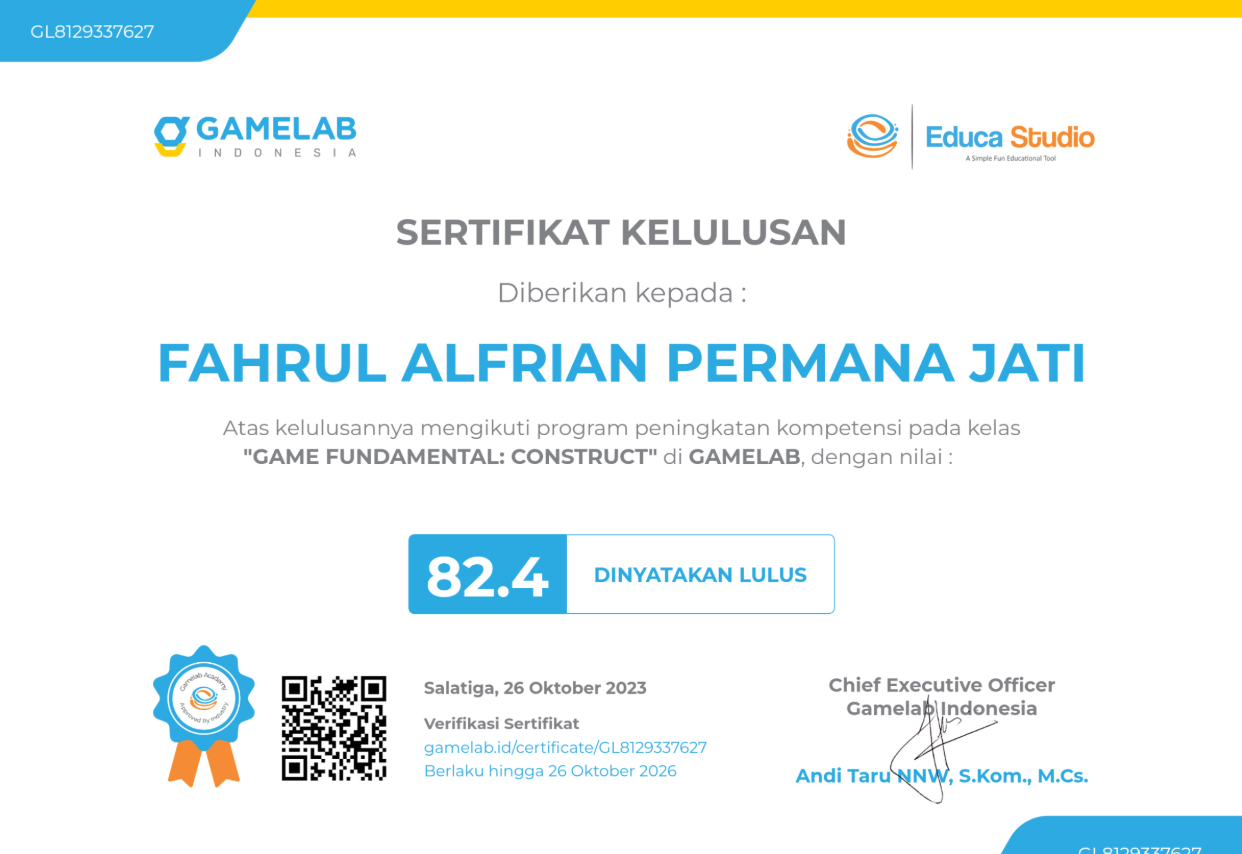 GL8129337627
GAMELAB
INDONESIA
Educa Studio
A Simple Fun Educational Tool
SERTIFIKAT KELULUSAN
Diberikan kepada :
FAHRUL ALFRIAN PERMANA JATI
Atas kelulusannya mengikuti program peningkatan kompetensi pada kelas
"GAME FUNDAMENTAL: CONSTRUCT" di GAMELAB, dengan nilai :
82.4 DINYATAKAN LULUS
Gamelab Academy
Approved by Industry
Salatiga, 26 Oktober 2023
Verifikasi Sertifikat
gamelab.id/certificate/GL8129337627
Berlaku hingga 26 Oktober 2026
Chief Executive Officer
Gamelab Indonesia
Andi Taru NNW, S.Kom., M.Cs.
GL8129337627